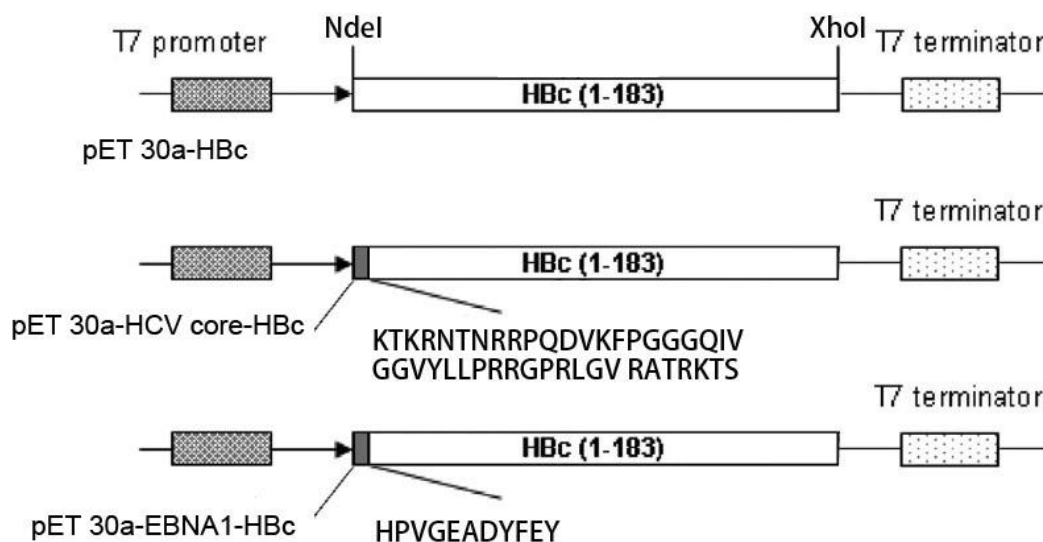 NdeI XhoI
T7 promoter T7 terminator
HBc (1-183)
pET 30a-HBc
T7 terminator
HBc (1-183)
pET 30a-HCV core-HBc
KTKRNTNRRPQDVKFPGGGQIV
GGVYLLPRRGPRLGV RATRKTS
T7 terminator
HBc (1-183)
pET 30a-EBNA1-HBc
HPVGEADYFEY